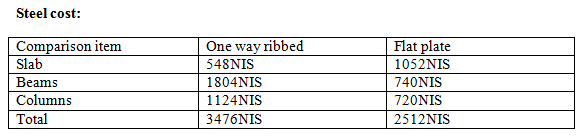 Steel cost:
Comparison item One way ribbed Flat plate
Slab 548NIS 1052NIS
Beams 1804NIS 740NIS
Columns 1124NIS 720NIS
Total 3476NIS 2512NIS